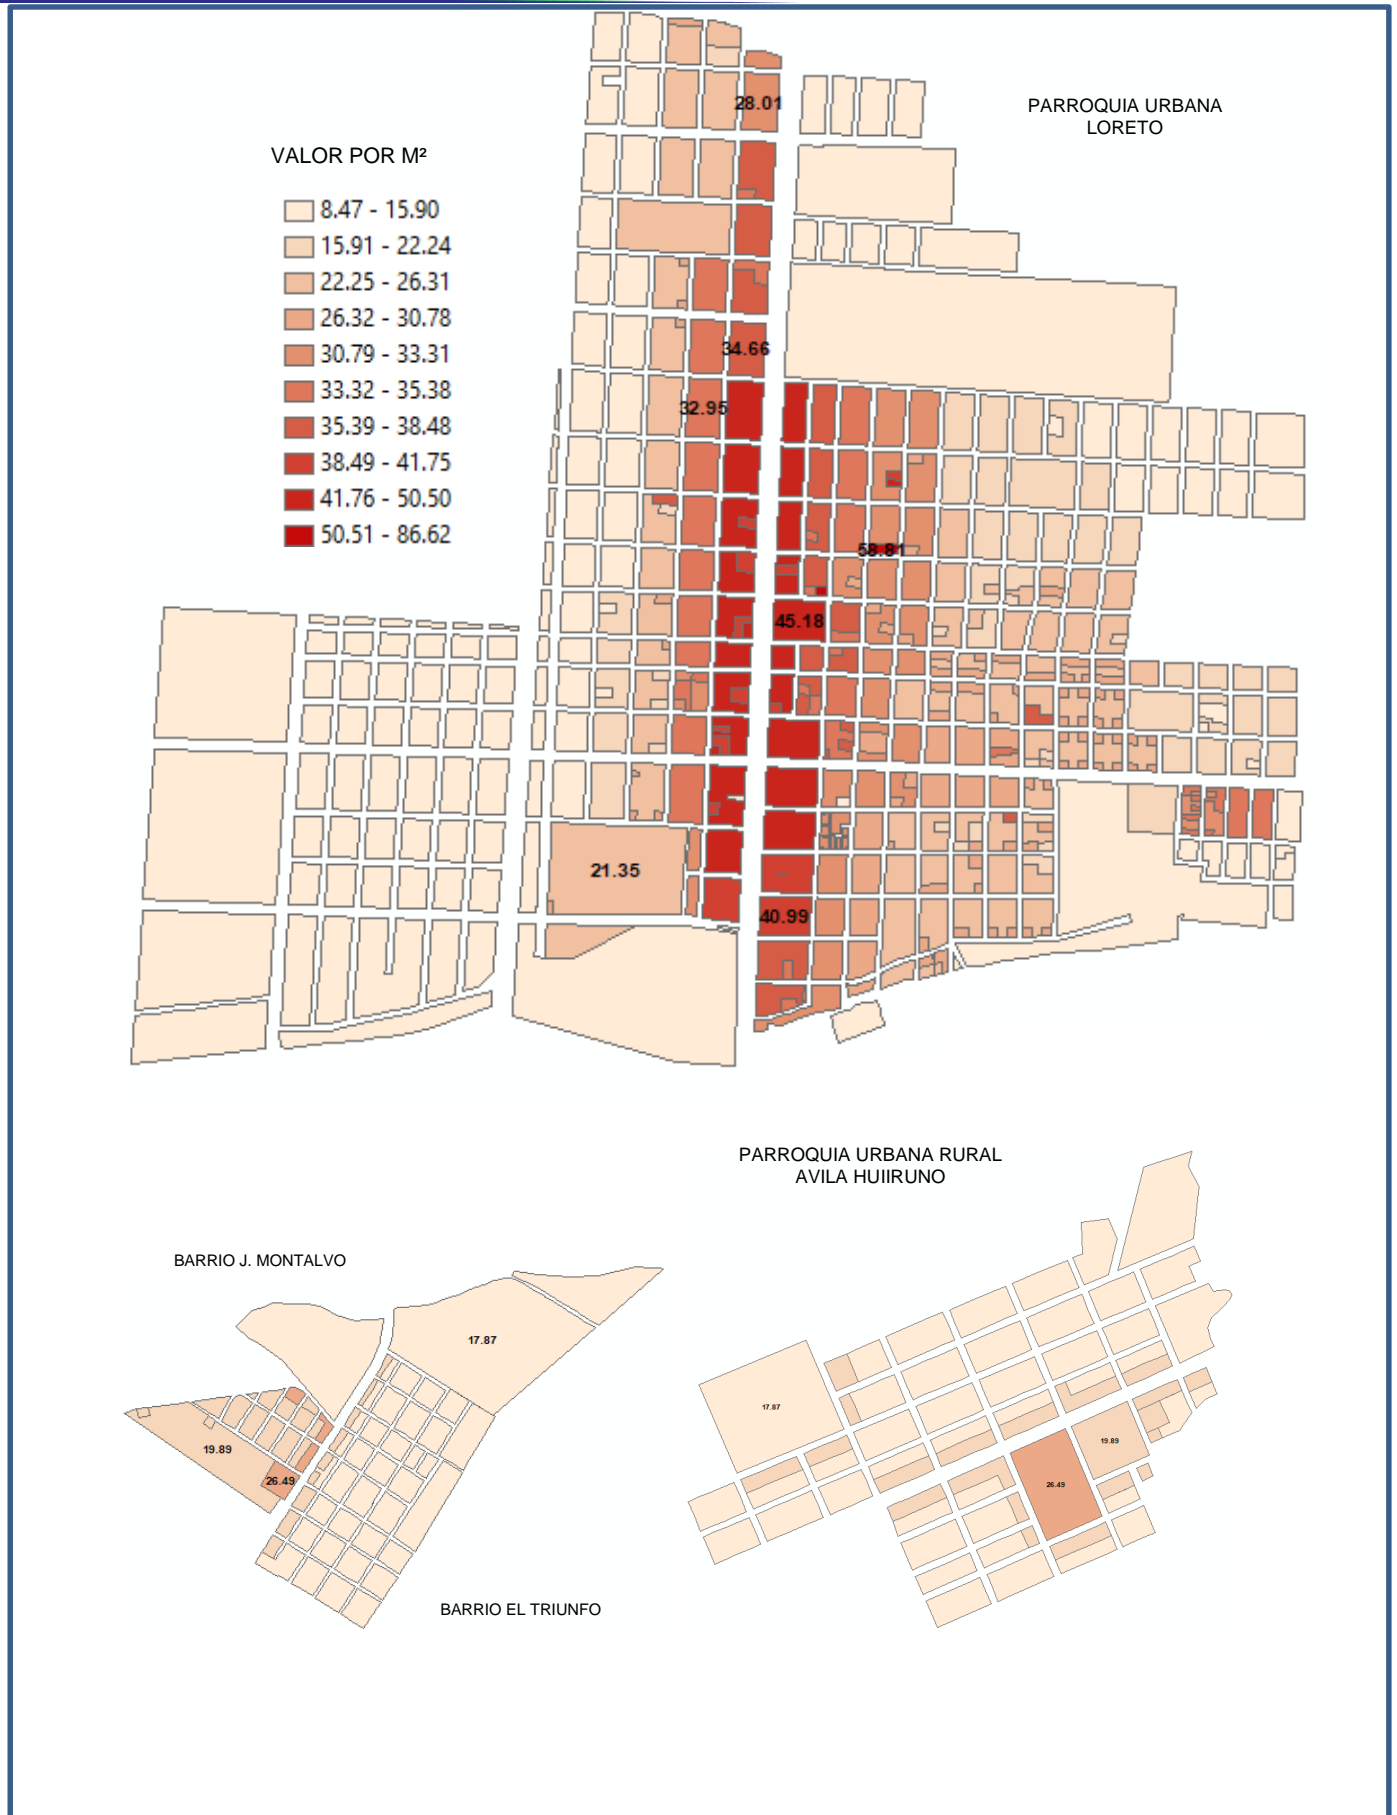 PARROQUIA URBANA
LORETO
VALOR POR M²
8.47 - 15.90
15.91 - 22.24
22.25 - 26.31
26.32 - 30.78
30.79 - 33.31
33.32 - 35.38
35.39 - 38.48
38.49 - 41.75
41.76 - 50.50
50.51 - 86.62
28.01
34.66
32.95
58.81
45.18
21.35
40.99
PARROQUIA URBANA RURAL
AVILA HUIIRUNO
BARRIO J. MONTALVO
17.87
19.89
26.49
BARRIO EL TRIUNFO
17.87
19.89
26.49